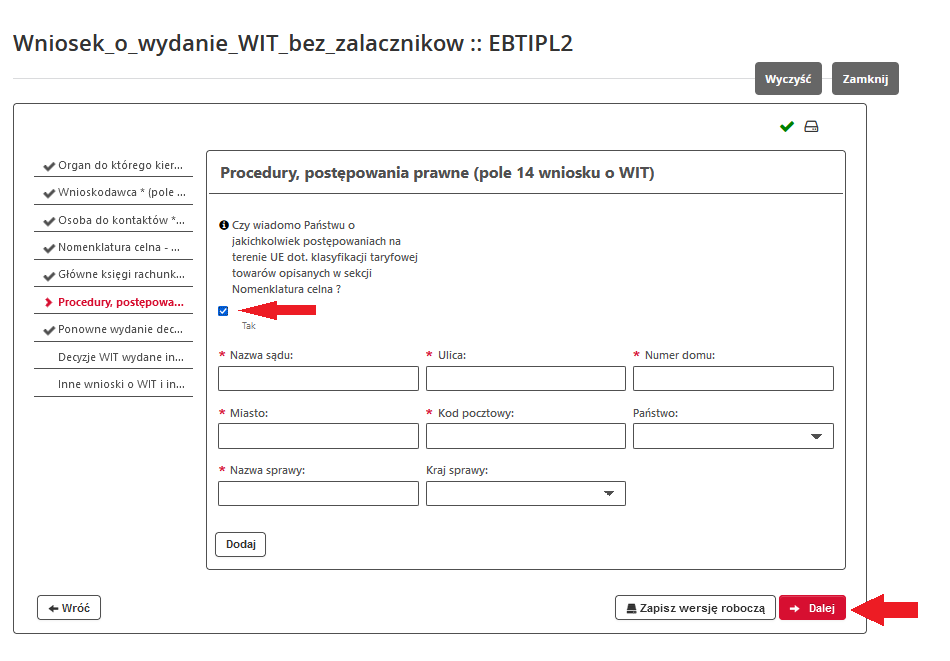 Wniosek_o_wydanie_WIT_bez_zalacznikow :: EBTIPL2
Wyczyść
Zamknij
Organ do którego kier...
Wnioskodawca * (pole ...
Osoba do kontaktów *...
Nomenklatura celna - ...
Główne księgi rachunk...
Procedury, postępowa...
Ponowne wydanie dec...
Decyzje WIT wydane in...
Inne wnioski o WIT i in...
Procedury, postępowania prawne (pole 14 wniosku o WIT)
Czy wiadomo Państwu o
jakichkolwiek postępowaniach na
terenie UE dot. klasyfikacji taryfowej
towarów opisanych w sekcji
Nomenklatura celna ?
Tak
* Nazwa sądu:
* Ulica:
* Numer domu:
* Miasto:
* Kod pocztowy:
Państwo:
* Nazwa sprawy:
Kraj sprawy:
Dodaj
Wróć
Zapisz wersję roboczą
Dalej